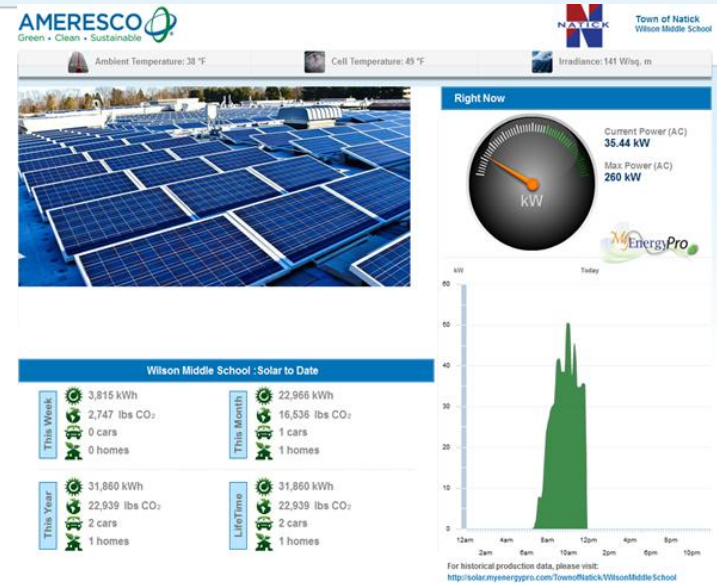 AMERESCO
Green • Clean • Sustainable
NATICK
Town of Natick
Wilson Middle School
Ambient Temperature: 38 °F
Cell Temperature: 49 °F
Irradiance: 141 W/sq. m
Right Now
Current Power (AC)
35.44 kW
Max Power (AC)
260 kW
kW
MyEnergyPro
kW
Today
60
50
40
30
20
10
0
12am
4am
8am
12pm
4pm
8pm
2am
6am
10am
2pm
6pm
10pm
For historical production data, please visit:
http://solar.myenergypro.com/TownofNatick/WilsonMiddleSchool
Wilson Middle School :Solar to Date
This Week
3,815 kWh
2,747 lbs CO₂
0 cars
0 homes
This Month
22,966 kWh
16,536 lbs CO₂
1 cars
1 homes
This Year
31,860 kWh
22,939 lbs CO₂
2 cars
1 homes
LifeTime
31,860 kWh
22,939 lbs CO₂
2 cars
1 homes